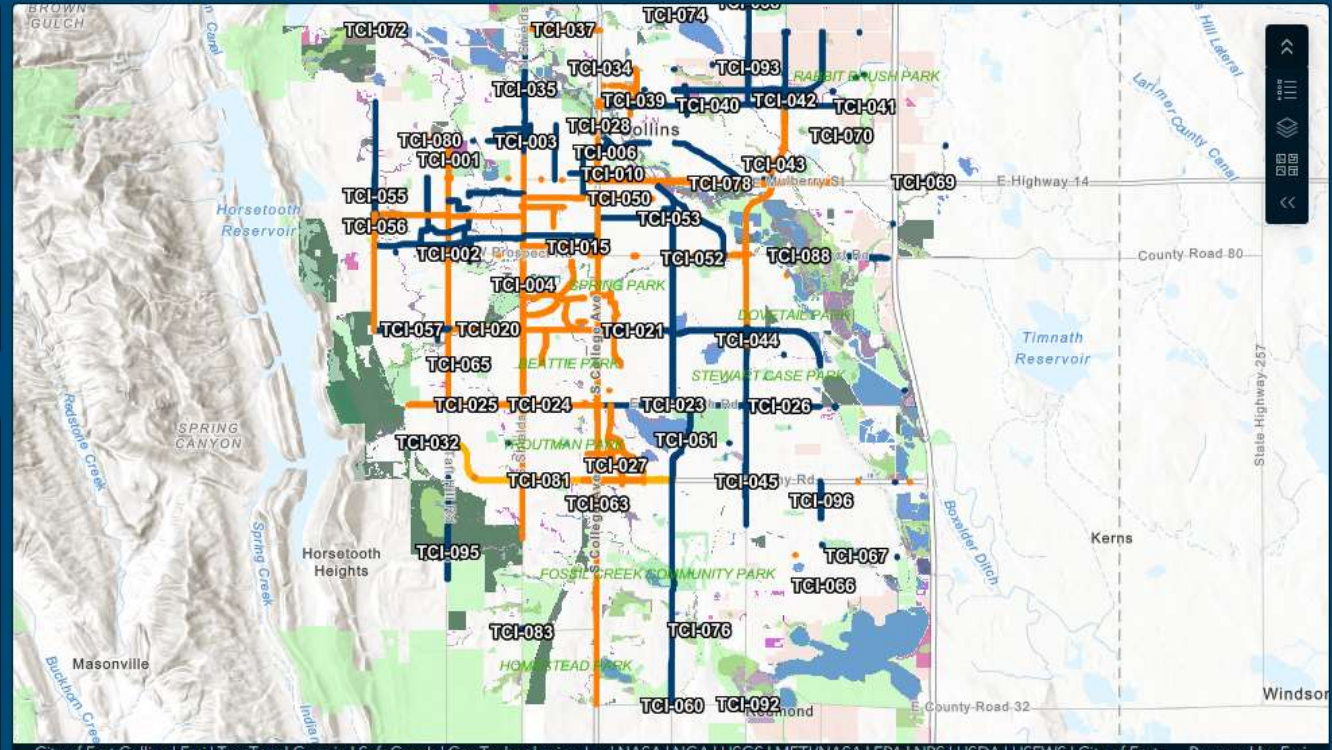 BROWN
GULCH
TCI-072
TCI-037
TCI-074
TCI-034
TCI-093
RABBIT BRUSH PARK
TCI-035
TCI-039
TCI-040
TCI-042
TCI-041
Larimer County Canal
TCI-028
Collins
TCI-070
TCI-080
TCI-003
TCI-001
TCI-006
TCI-043
TCI-010
TCI-078
E Mulberry St
TCI-069
E Highway 14
TCI-055
TCI-050
Horsetooth
Reservoir
TCI-056
TCI-053
TCI-002
W Prospect Rd
TCI-015
TCI-052
TCI-088
County Road 80
TCI-004
SPRING PARK
DOVETAIL PARK
TCI-057
TCI-020
TCI-021
TCI-044
Timnath
Reservoir
TCI-065
BEATTIE PARK
STEWART CASE PARK
S College Ave
State Highway 257
TCI-025
TCI-024
TCI-023
TCI-026
Redstone Creek
SPRING
CANYON
TCI-032
TROUTMAN PARK
TCI-061
TCI-027
TCI-081
TCI-045
TCI-096
TCI-063
S College Ave
Boxelder Ditch
Kerns
Spring Creek
Horsetooth
Heights
TCI-095
TCI-067
FOSSIL CREEK COMMUNITY PARK
TCI-066
TCI-083
TCI-076
Masonville
HOMESTEAD PARK
Buckhorn Cree
Indian
TCI-060
TCI-092
Redmond
E County Road 32
Windsor